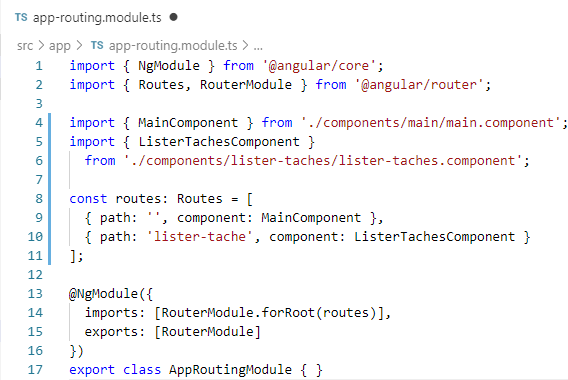 TS app-routing.module.ts ●
src > app > TS app-routing.module.ts > ...
1 import { NgModule } from '@angular/core';
2 import { Routes, RouterModule } from '@angular/router';
3
4 import { MainComponent } from './components/main/main.component';
5 import { ListerTachesComponent }
6   from './components/lister-taches/lister-taches.component';
7
8 const routes: Routes = [
9   { path: '', component: MainComponent },
10   { path: 'lister-tache', component: ListerTachesComponent }
11 ];
12
13 @NgModule({
14   imports: [RouterModule.forRoot(routes)],
15   exports: [RouterModule]
16 })
17 export class AppRoutingModule { }